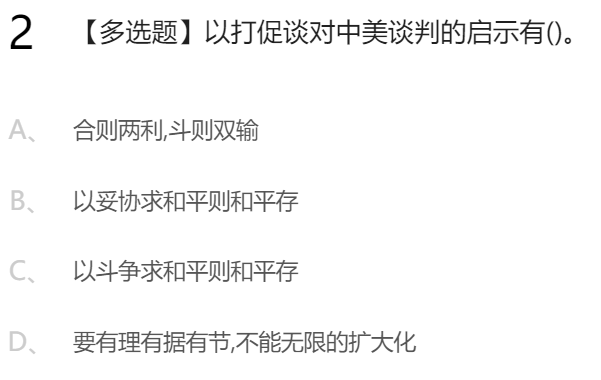 2 【多选题】以打促谈对中美谈判的启示有()。
A、 合则两利,斗则双输
B、 以妥协求和平则和平存
C、 以斗争求和平则和平存
D、 要有理有据有节,不能无限的扩大化